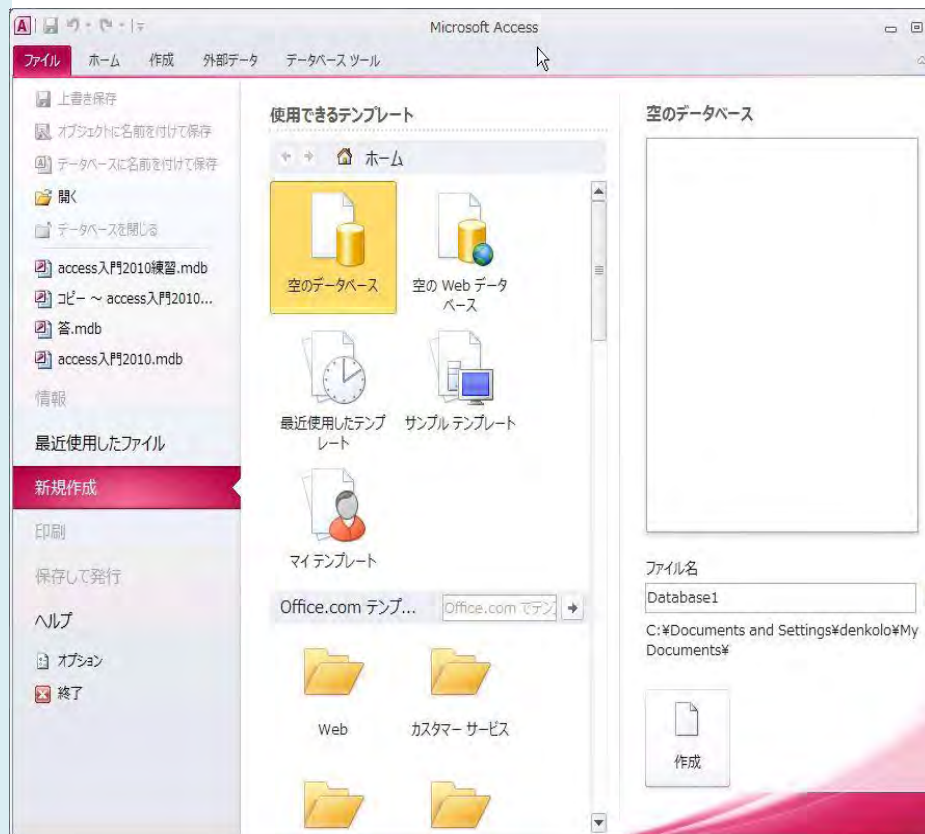 Microsoft Access
ファイル ホーム 作成 外部データ データベース ツール
上書き保存
オブジェクトに名前を付けて保存
データベースに名前を付けて保存
開く
データベースを閉じる
access入門2010練習.mdb
コピー ~ access入門2010...
答.mdb
access入門2010.mdb
情報
最近使用したファイル
新規作成
印刷
保存して発行
ヘルプ
オプション
終了
使用できるテンプレート
ホーム
空のデータベース
空の Web データ
ベース
最近使用したテンプ
レート
サンプル テンプレート
マイ テンプレート
Office.com テンプ...
Office.com でテン
Web
カスタマー サービス
空のデータベース
ファイル名
Database1
C:¥Documents and Settings¥denkolo¥My
Documents¥
作成